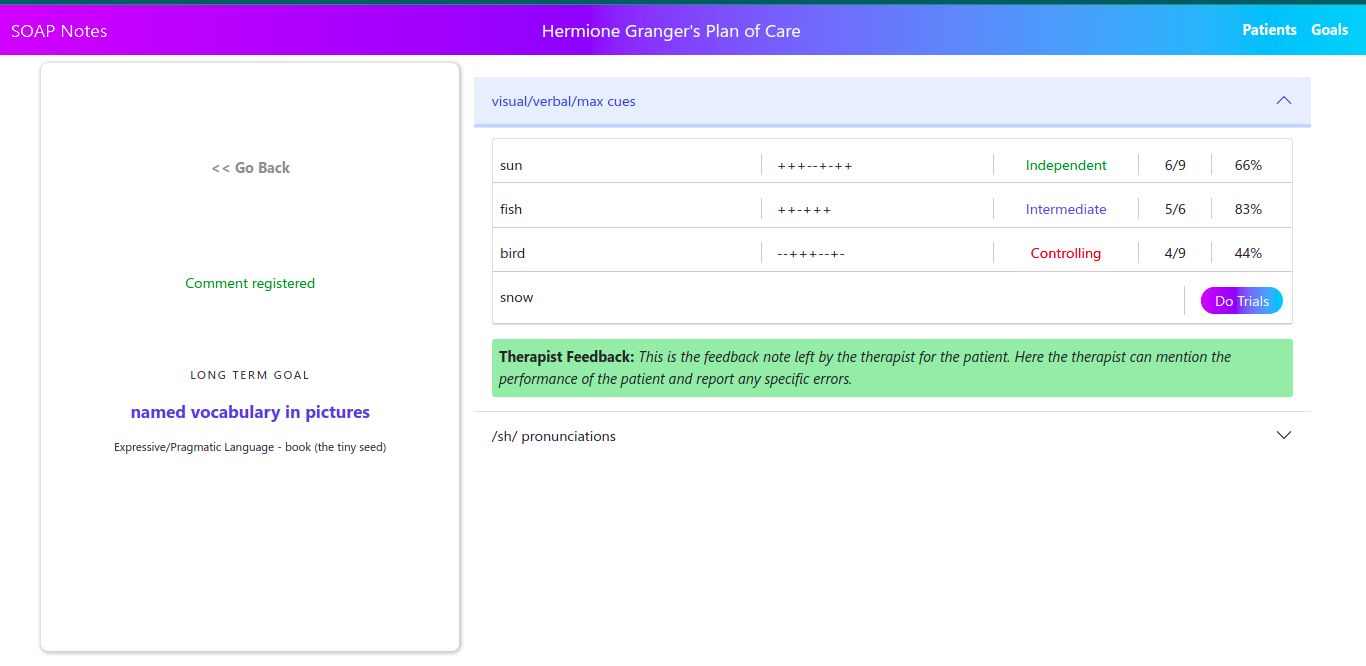 SOAP Notes
Hermione Granger's Plan of Care
Patients Goals
<< Go Back
Comment registered
LONG TERM GOAL
named vocabulary in pictures
Expressive/Pragmatic Language - book (the tiny seed)
visual/verbal/max cues
sun +++--+-++ Independent 6/9 66%
fish ++-+++ Intermediate 5/6 83%
bird --+++--+- Controlling 4/9 44%
snow Do Trials
Therapist Feedback: This is the feedback note left by the therapist for the patient. Here the therapist can mention the
performance of the patient and report any specific errors.
/sh/ pronunciations